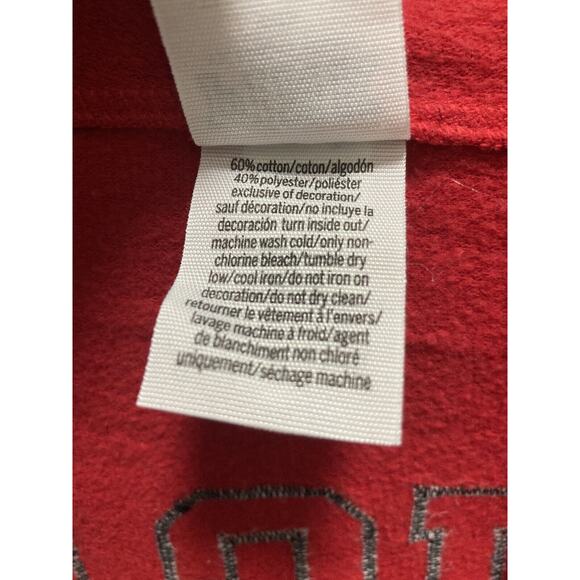 60% cotton/coton/algodón
40% polyester/poliéster
exclusive of decoration/
sauf décoration/no incluye la
decoración turn inside out/
machine wash cold/only non-
chlorine bleach/tumble dry
low/cool iron/do not iron on
decoration/do not dry clean/
retourner le vêtement à l'envers/
lavage machine à froid/agent
de blanchiment non chloré
uniquement/séchage machine